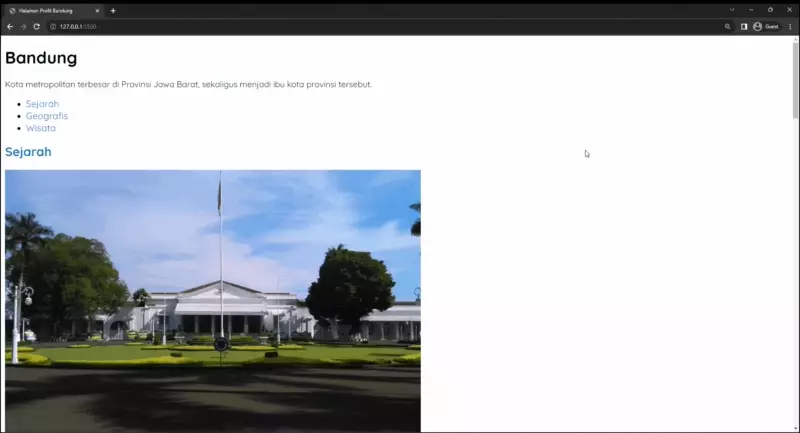 Halaman Profil Bandung
127.0.0.1:5500
Guest
Bandung
Kota metropolitan terbesar di Provinsi Jawa Barat, sekaligus menjadi ibu kota provinsi tersebut.
Sejarah
Geografis
Wisata
Sejarah